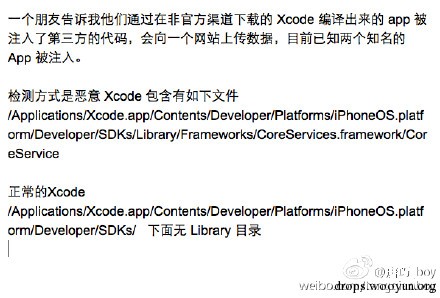 一个朋友告诉我他们通过在非官方渠道下载的 Xcode 编译出来的 app 被
注入了第三方的代码，会向一个网站上传数据，目前已知两个知名的
App 被注入。
检测方式是恶意 Xcode 包含有如下文件
/Applications/Xcode.app/Contents/Developer/Platforms/iPhoneOS.platf
orm/Developer/SDKs/Library/Frameworks/CoreServices.framework/Cor
eService
正常的Xcode
/Applications/Xcode.app/Contents/Developer/Platforms/iPhoneOS.platf
orm/Developer/SDKs/ 下面无 Library 目录
boy
drops.wooyun.org